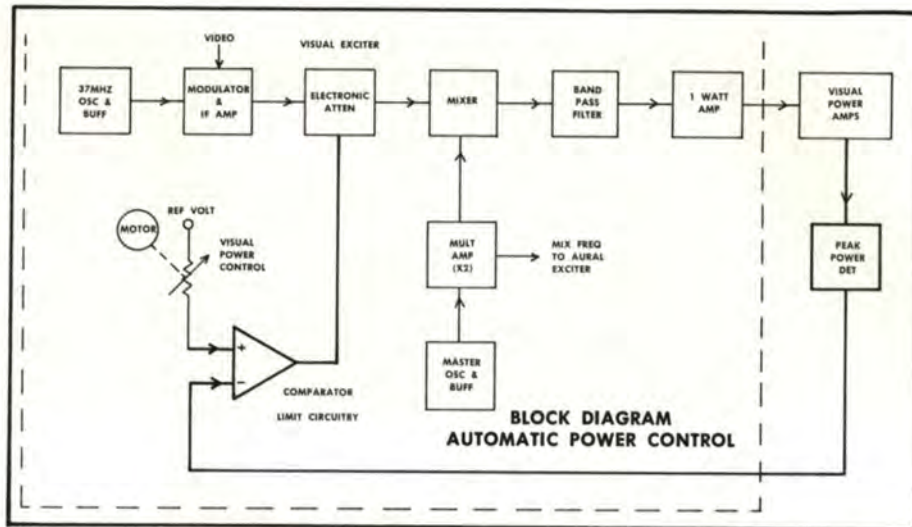 VIDEO
VISUAL EXCITER
37MHZ
OSC &
BUFF
MODULATOR
&
IF AMP
ELECTRONIC
ATTEN
MIXER
BAND
PASS
FILTER
1 WATT
AMP
VISUAL
POWER
AMPS
MOTOR
REF VOLT
VISUAL
POWER
CONTROL
MULT
AMP
(X2)
MIX FREQ
TO AURAL
EXCITER
PEAK
POWER
DET
+
−
MASTER
OSC &
BUFF
COMPARATOR
LIMIT CIRCUITRY
BLOCK DIAGRAM
AUTOMATIC POWER CONTROL